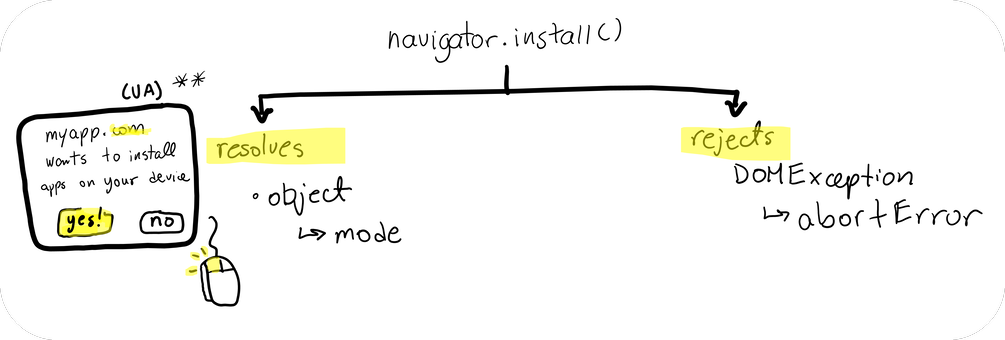 navigator.install()
(UA) **
myapp.com
wants to install
apps on your device
yes!
no
resolves
• object
↳ mode
rejects
DOMException
↳ abortError